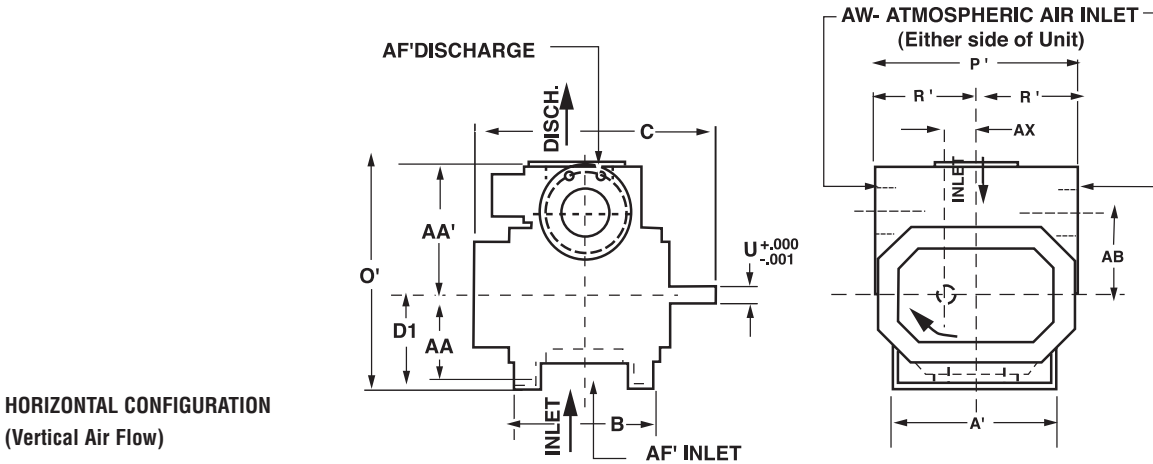 AW- ATMOSPHERIC AIR INLET
(Either side of Unit)
AF'DISCHARGE
P'
R' R'
DISCH.
C
AX
INLET
AA'
U +.000
-.001
AB
O'
D1
AA
HORIZONTAL CONFIGURATION
(Vertical Air Flow)
INLET
B
A'
AF' INLET